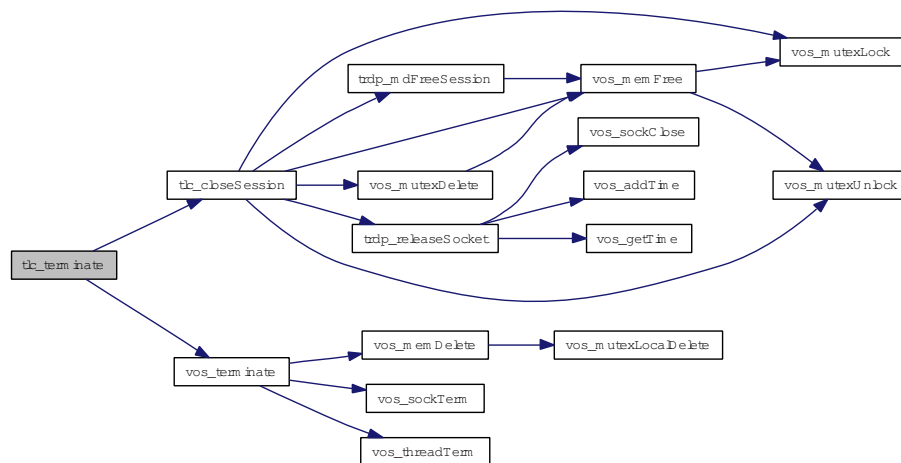 vos_mutexLock
trdp_mdFreeSession
vos_memFree
vos_sockClose
tlc_closeSession
vos_mutexDelete
vos_addTime
vos_mutexUnlock
trdp_releaseSocket
vos_getTime
tlc_terminate
vos_memDelete
vos_mutexLocalDelete
vos_terminate
vos_sockTerm
vos_threadTerm